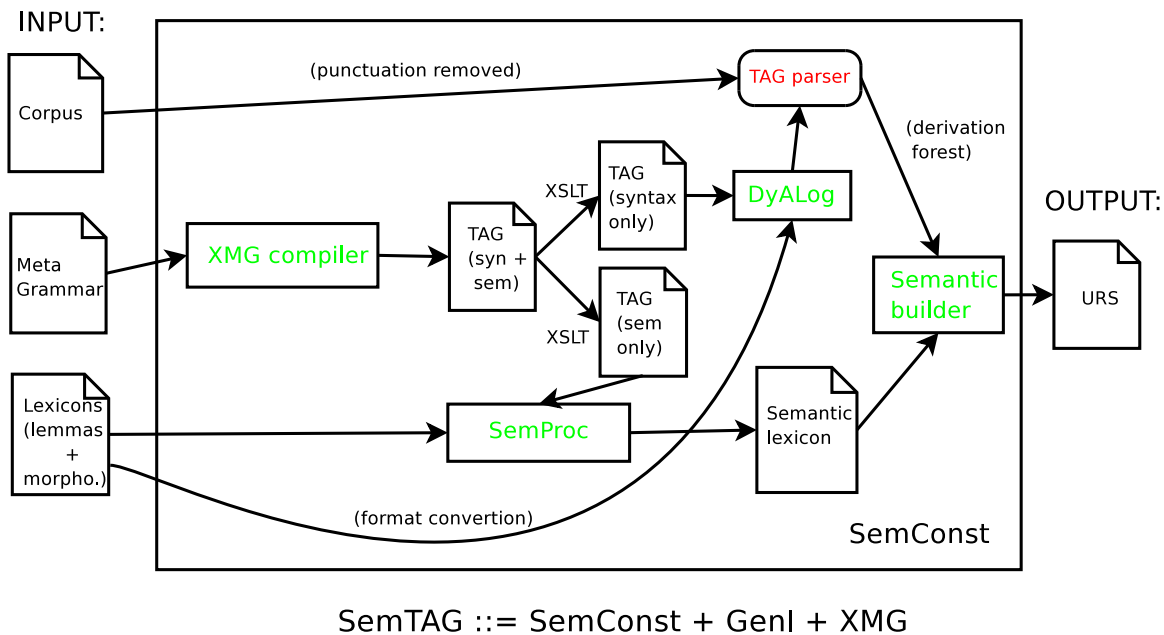 INPUT:
Corpus
(punctuation removed)
TAG parser
(derivation
forest)
TAG
(syntax
only)
XSLT
DyALog
OUTPUT:
Meta
Grammar
XMG compiler
TAG
(syn +
sem)
Semantic
builder
URS
XSLT
TAG
(sem
only)
Lexicons
(lemmas
+
morpho.)
SemProc
Semantic
lexicon
(format convertion)
SemConst
SemTAG ::= SemConst + GenI + XMG